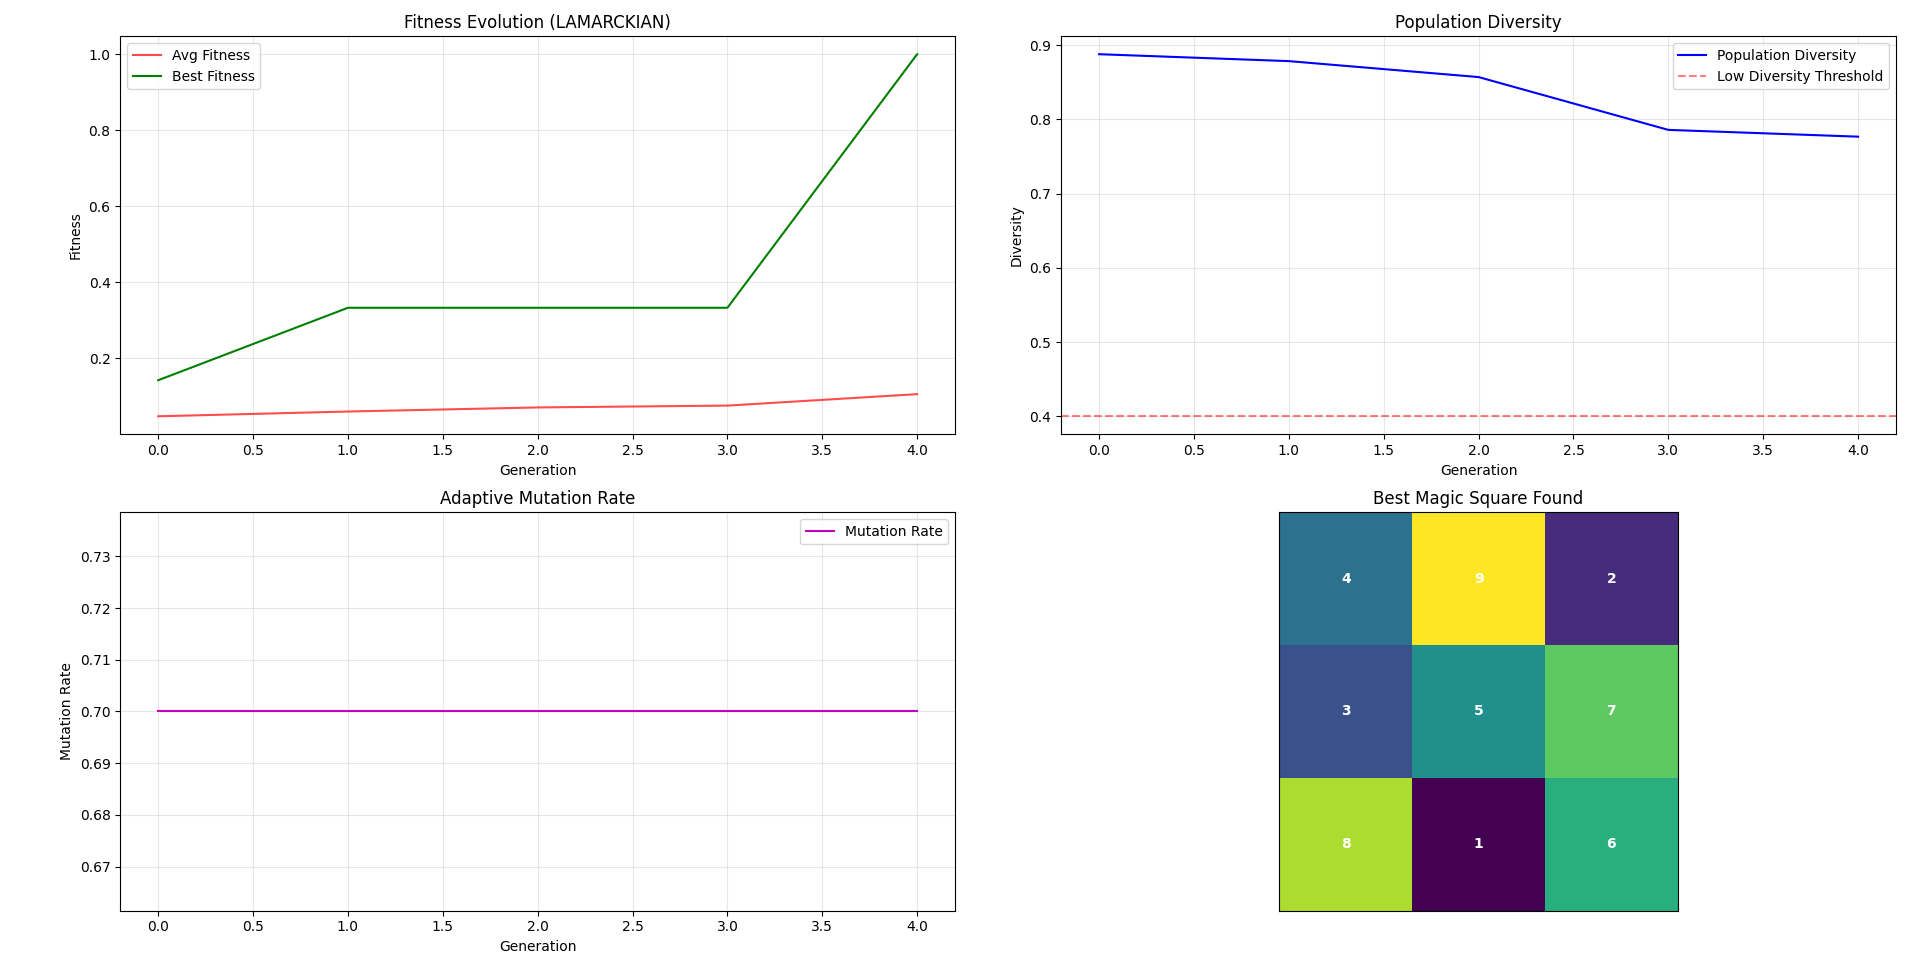 Fitness Evolution (LAMARCKIAN)
Avg Fitness
Best Fitness
1.0
0.8
0.6
0.4
0.2
Fitness
0.0 0.5 1.0 1.5 2.0 2.5 3.0 3.5 4.0
Generation
Population Diversity
Population Diversity
Low Diversity Threshold
0.9
0.8
0.7
0.6
0.5
0.4
Diversity
0.0 0.5 1.0 1.5 2.0 2.5 3.0 3.5 4.0
Generation
Adaptive Mutation Rate
Mutation Rate
0.73
0.72
0.71
0.70
0.69
0.68
0.67
Mutation Rate
0.0 0.5 1.0 1.5 2.0 2.5 3.0 3.5 4.0
Generation
Best Magic Square Found
4 9 2
3 5 7
8 1 6